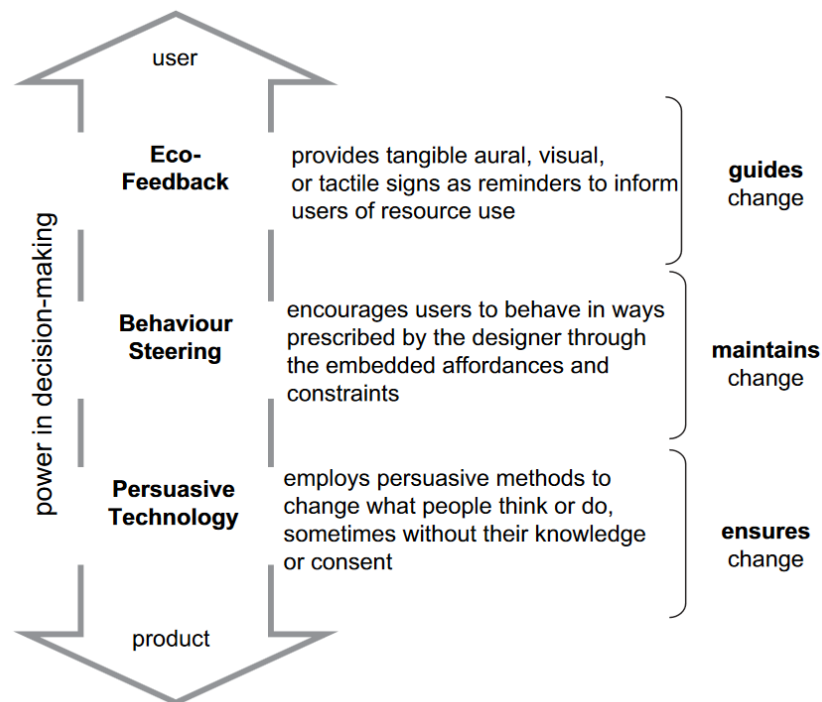 user
power in decision-making
Eco-
Feedback
provides tangible aural, visual,
or tactile signs as reminders to inform
users of resource use
guides
change
Behaviour
Steering
encourages users to behave in ways
prescribed by the designer through
the embedded affordances and
constraints
maintains
change
Persuasive
Technology
employs persuasive methods to
change what people think or do,
sometimes without their knowledge
or consent
ensures
change
product